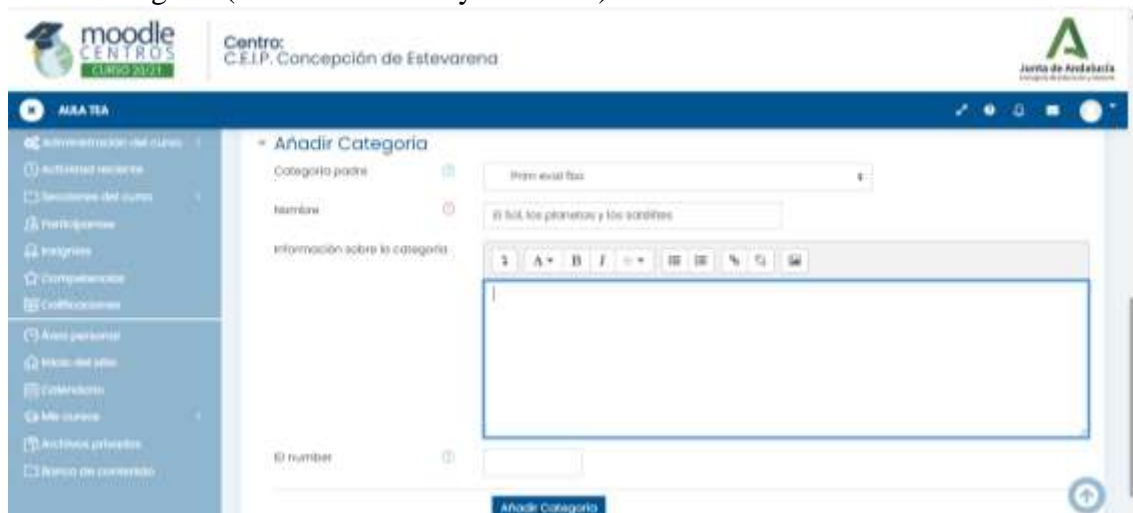 moodle
CENTROS
CURSO 20/21
Centro:
C.E.I.P. Concepción de Estevarena
Junta de Andalucía
AULA TEA
Administración del curso
Actividad reciente
Secciones del curso
Participantes
Insignias
Competencias
Calificaciones
Área personal
Inicio del sitio
Calendario
Mis cursos
Archivos privados
Banco de contenido
Añadir Categoría
Categoría padre
Nombre
El Sol, los planetas y los satélites
Información sobre la categoría
A B I
ID number
Añadir Categoría